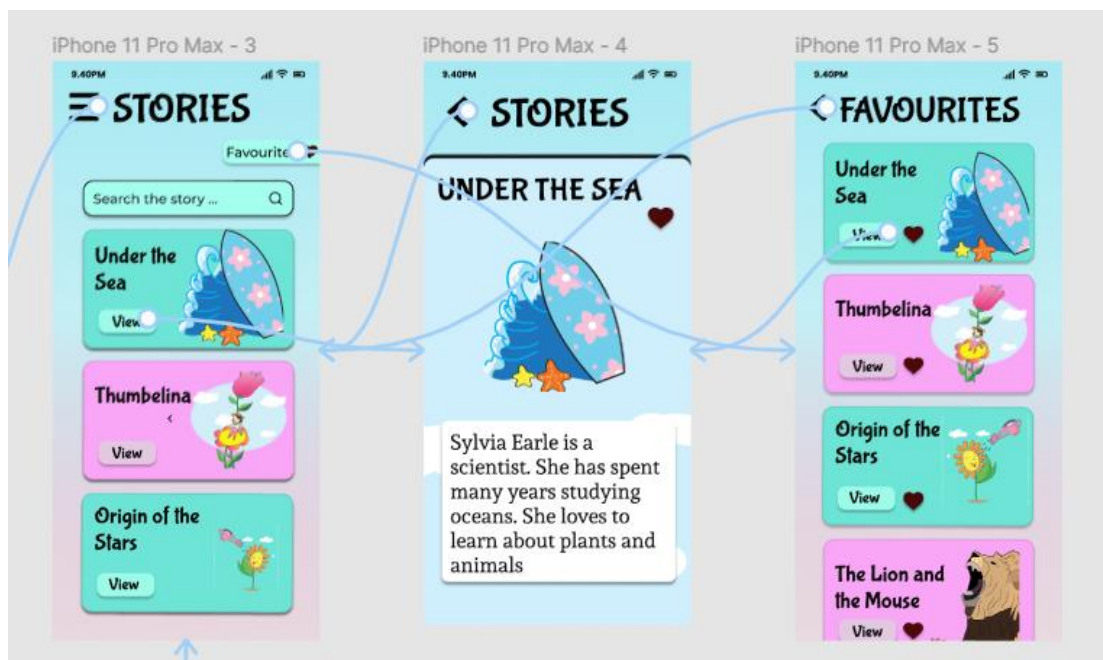 iPhone 11 Pro Max - 3
9.40PM
STORIES
Favourite
Search the story ...
Under the
Sea
View
Thumbelina
<
View
Origin of the
Stars
View
iPhone 11 Pro Max - 4
9.40PM
STORIES
UNDER THE SEA
Sylvia Earle is a
scientist. She has spent
many years studying
oceans. She loves to
learn about plants and
animals
iPhone 11 Pro Max - 5
9.40PM
FAVOURITES
Under the
Sea
View
Thumbelina
View
Origin of the
Stars
View
The Lion and
the Mouse
View